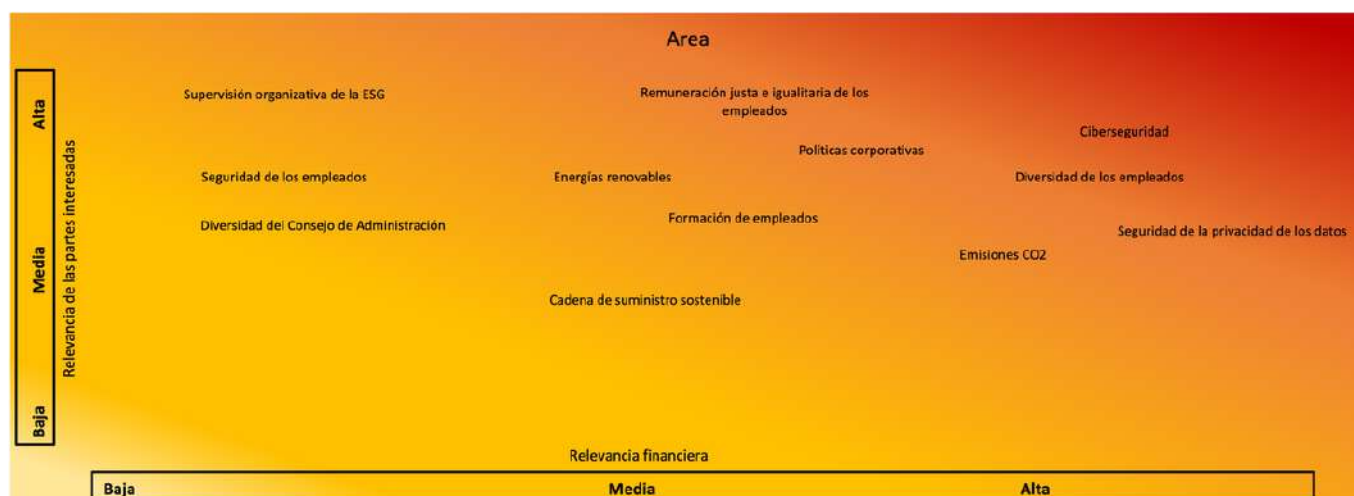 Area
Supervisión organizativa de la ESG
Remuneración justa e igualitaria de los
empleados
Ciberseguridad
Políticas corporativas
Seguridad de los empleados
Energías renovables
Diversidad de los empleados
Diversidad del Consejo de Administración
Formación de empleados
Seguridad de la privacidad de los datos
Emisiones CO2
Cadena de suministro sostenible
Alta
Media
Baja
Relevancia de las partes interesadas
Relevancia financiera
Baja
Media
Alta